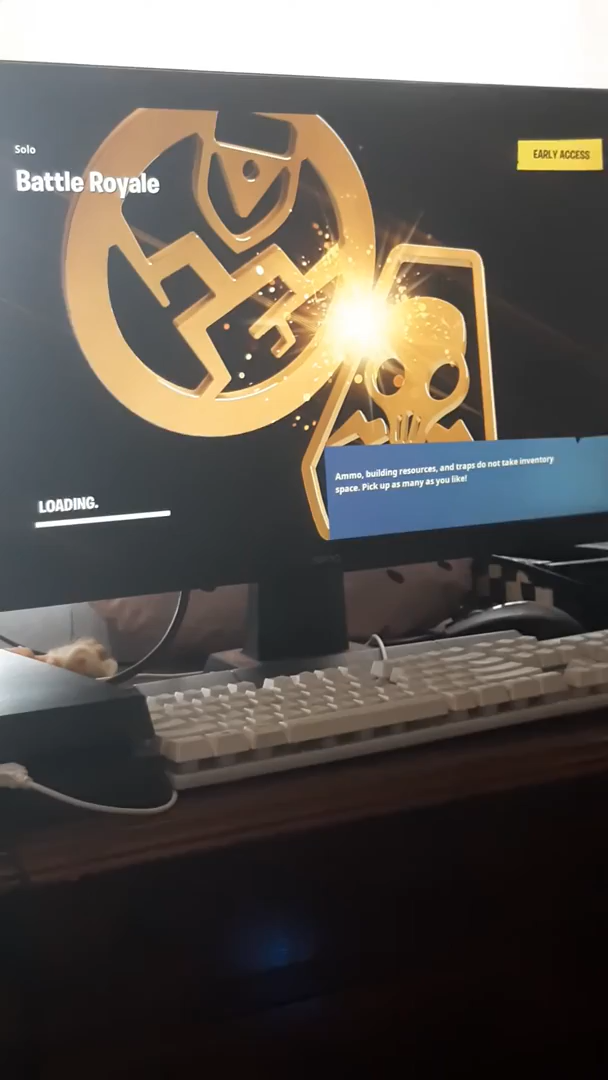 Solo
Battle Royale
EARLY ACCESS
Ammo, building resources, and traps do not take inventory
space. Pick up as many as you like!
LOADING.